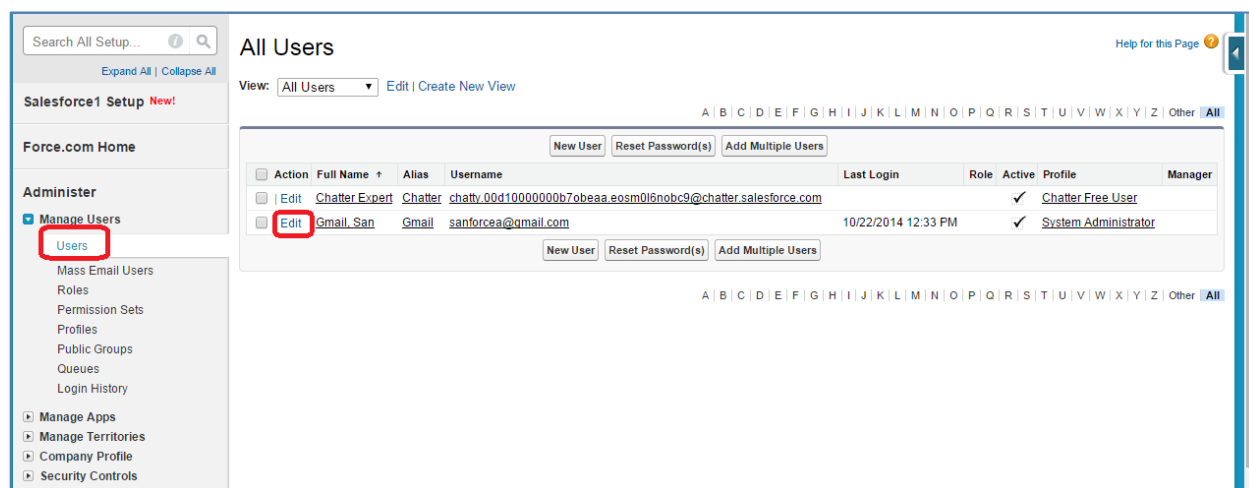 Search All Setup...
Expand All | Collapse All
Salesforce1 Setup New!
Force.com Home
Administer
Manage Users
Users
Mass Email Users
Roles
Permission Sets
Profiles
Public Groups
Queues
Login History
Manage Apps
Manage Territories
Company Profile
Security Controls
All Users
Help for this Page ?
View: All Users Edit | Create New View
A | B | C | D | E | F | G | H | I | J | K | L | M | N | O | P | Q | R | S | T | U | V | W | X | Y | Z | Other | All
New User Reset Password(s) Add Multiple Users
Action Full Name ↑ Alias Username Last Login Role Active Profile Manager
| Edit Chatter Expert Chatter chatty.00d10000000b7obeaa.eosm0l6nobc9@chatter.salesforce.com ✓ Chatter Free User
Edit Gmail, San Gmail sanforcea@gmail.com 10/22/2014 12:33 PM ✓ System Administrator
New User Reset Password(s) Add Multiple Users
A | B | C | D | E | F | G | H | I | J | K | L | M | N | O | P | Q | R | S | T | U | V | W | X | Y | Z | Other | All